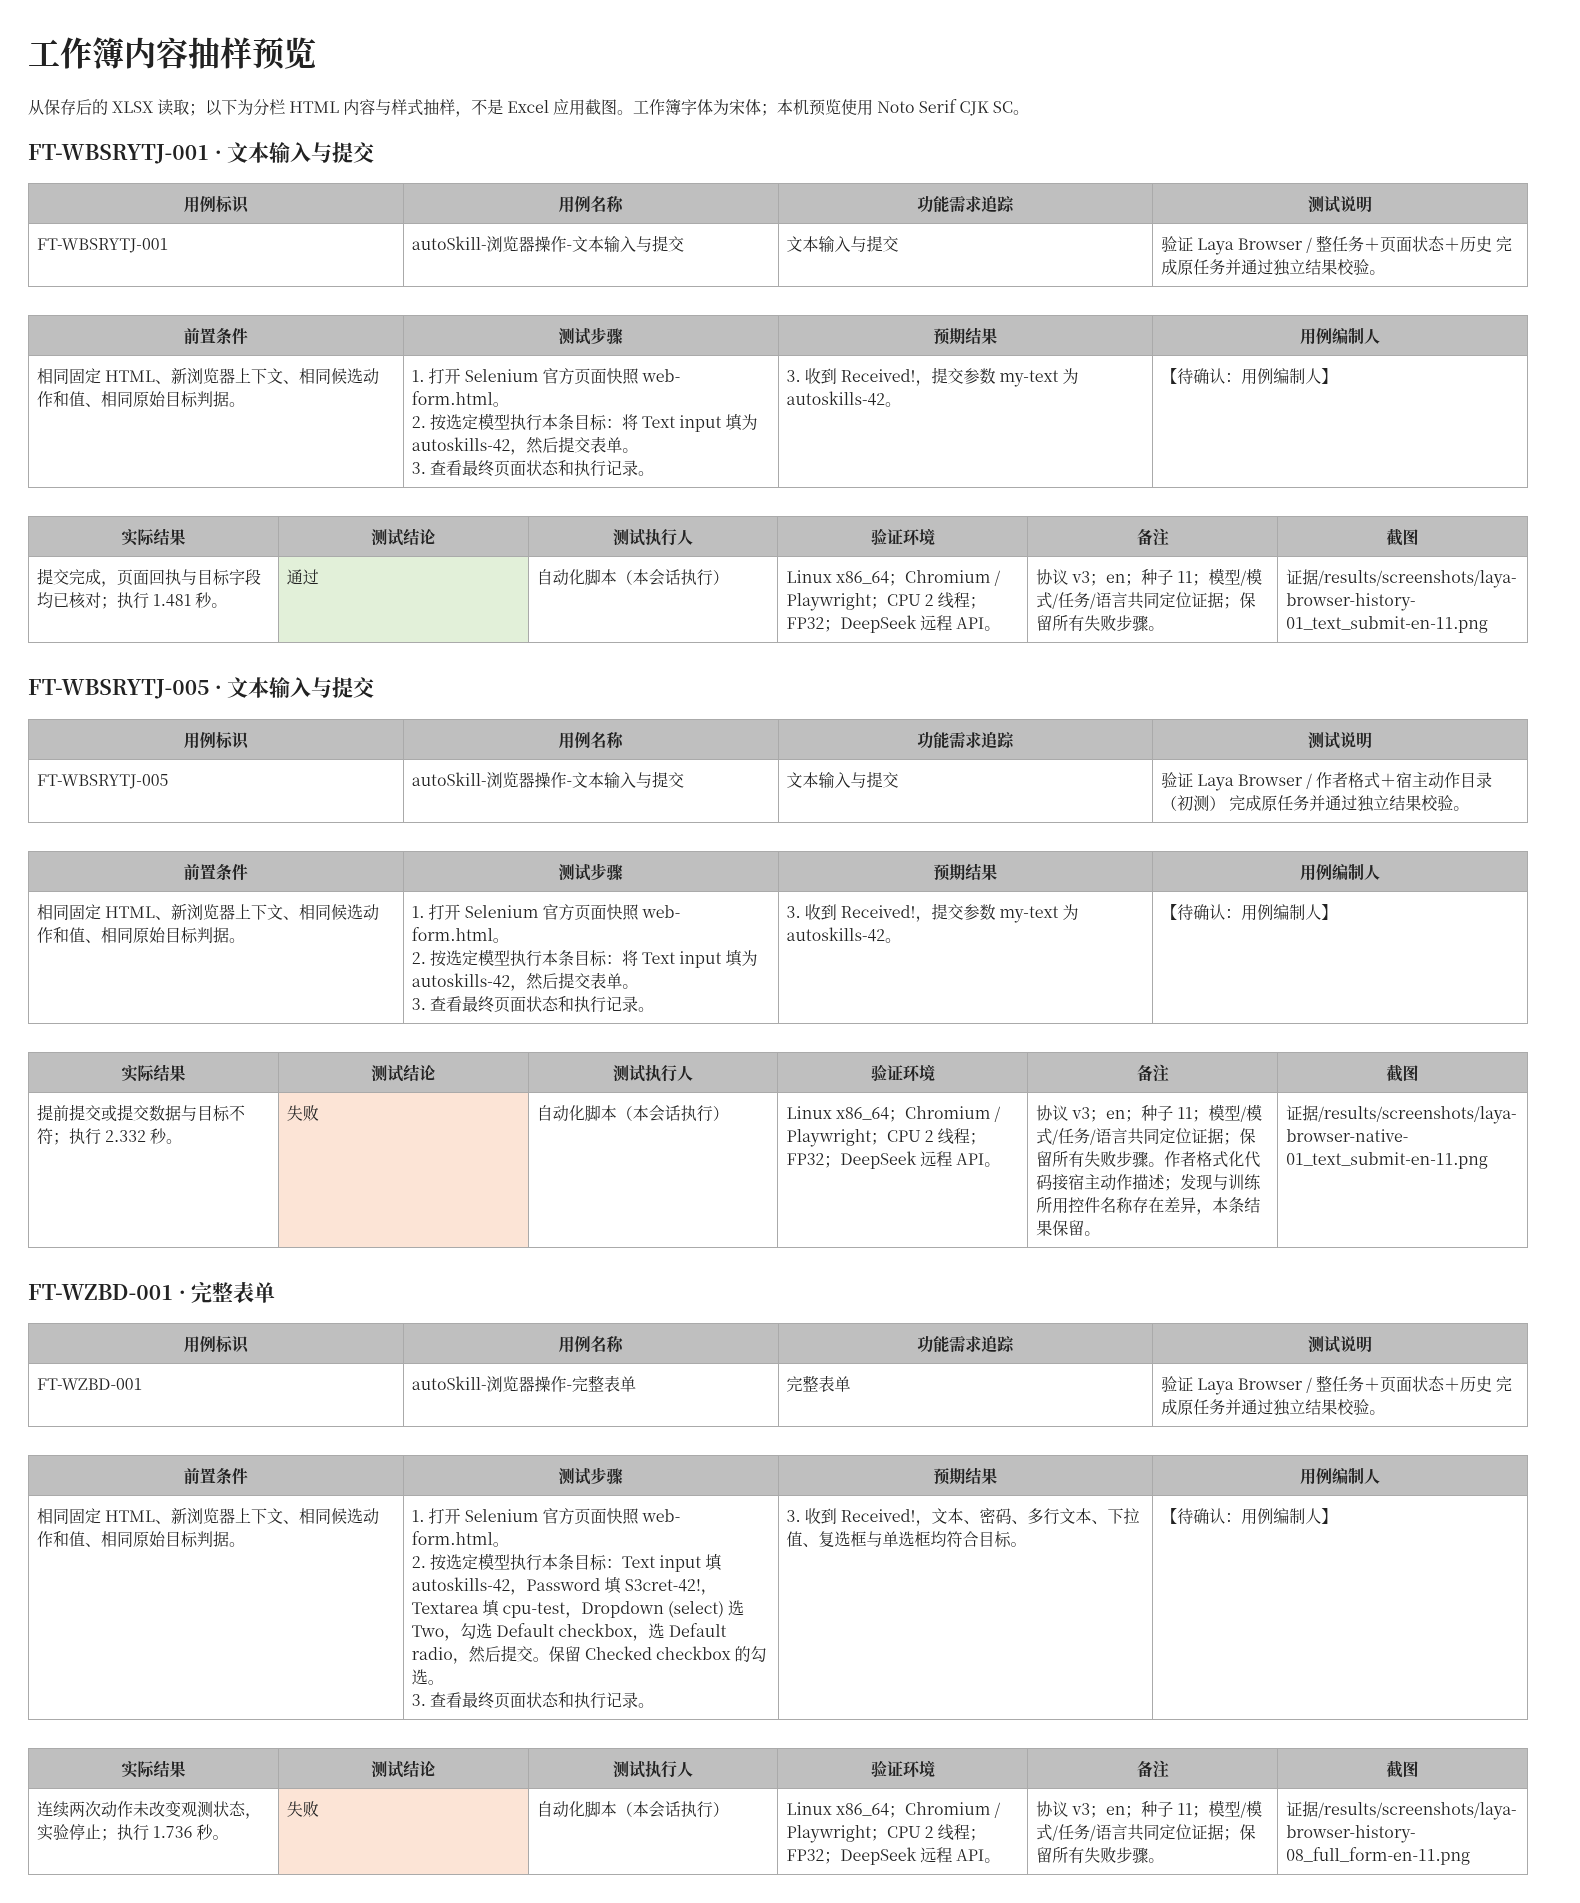 工作簿内容抽样预览
从保存后的 XLSX 读取；以下为分栏 HTML 内容与样式抽样，不是 Excel 应用截图。工作簿字体为宋体；本机预览使用 Noto Serif CJK SC。
FT-WBSRYTJ-001 · 文本输入与提交
用例标识 用例名称 功能需求追踪 测试说明
FT-WBSRYTJ-001 autoSkill-浏览器操作-文本输入与提交 文本输入与提交 验证 Laya Browser / 整任务＋页面状态＋历史 完
成原任务并通过独立结果校验。
前置条件 测试步骤 预期结果 用例编制人
相同固定 HTML、新浏览器上下文、相同候选动
作和值、相同原始目标判据。
1. 打开 Selenium 官方页面快照 web-
form.html。
2. 按选定模型执行本条目标：将 Text input 填为
autoskills-42，然后提交表单。
3. 查看最终页面状态和执行记录。
3. 收到 Received!，提交参数 my-text 为
autoskills-42。
【待确认：用例编制人】
实际结果 测试结论 测试执行人 验证环境 备注 截图
提交完成，页面回执与目标字段
均已核对；执行 1.481 秒。
通过
自动化脚本（本会话执行）
Linux x86_64；Chromium /
Playwright；CPU 2 线程；
FP32；DeepSeek 远程 API。
协议 v3；en；种子 11；模型/模
式/任务/语言共同定位证据；保
留所有失败步骤。
证据/results/screenshots/laya-
browser-history-
01_text_submit-en-11.png
FT-WBSRYTJ-005 · 文本输入与提交
用例标识 用例名称 功能需求追踪 测试说明
FT-WBSRYTJ-005 autoSkill-浏览器操作-文本输入与提交 文本输入与提交 验证 Laya Browser / 作者格式＋宿主动作目录
（初测） 完成原任务并通过独立结果校验。
前置条件 测试步骤 预期结果 用例编制人
相同固定 HTML、新浏览器上下文、相同候选动
作和值、相同原始目标判据。
1. 打开 Selenium 官方页面快照 web-
form.html。
2. 按选定模型执行本条目标：将 Text input 填为
autoskills-42，然后提交表单。
3. 查看最终页面状态和执行记录。
3. 收到 Received!，提交参数 my-text 为
autoskills-42。
【待确认：用例编制人】
实际结果 测试结论 测试执行人 验证环境 备注 截图
提前提交或提交数据与目标不
符；执行 2.332 秒。
失败
自动化脚本（本会话执行）
Linux x86_64；Chromium /
Playwright；CPU 2 线程；
FP32；DeepSeek 远程 API。
协议 v3；en；种子 11；模型/模
式/任务/语言共同定位证据；保
留所有失败步骤。作者格式化代
码接宿主动作描述；发现与训练
所用控件名称存在差异，本条结
果保留。
证据/results/screenshots/laya-
browser-native-
01_text_submit-en-11.png
FT-WZBD-001 · 完整表单
用例标识 用例名称 功能需求追踪 测试说明
FT-WZBD-001 autoSkill-浏览器操作-完整表单 完整表单 验证 Laya Browser / 整任务＋页面状态＋历史 完
成原任务并通过独立结果校验。
前置条件 测试步骤 预期结果 用例编制人
相同固定 HTML、新浏览器上下文、相同候选动
作和值、相同原始目标判据。
1. 打开 Selenium 官方页面快照 web-
form.html。
2. 按选定模型执行本条目标：Text input 填
autoskills-42，Password 填 S3cret-42!，
Textarea 填 cpu-test，Dropdown (select) 选
Two，勾选 Default checkbox，选 Default
radio，然后提交。保留 Checked checkbox 的勾
选。
3. 查看最终页面状态和执行记录。
3. 收到 Received!，文本、密码、多行文本、下拉
值、复选框与单选框均符合目标。
【待确认：用例编制人】
实际结果 测试结论 测试执行人 验证环境 备注 截图
连续两次动作未改变观测状态，
实验停止；执行 1.736 秒。
失败
自动化脚本（本会话执行）
Linux x86_64；Chromium /
Playwright；CPU 2 线程；
FP32；DeepSeek 远程 API。
协议 v3；en；种子 11；模型/模
式/任务/语言共同定位证据；保
留所有失败步骤。
证据/results/screenshots/laya-
browser-history-
08_full_form-en-11.png